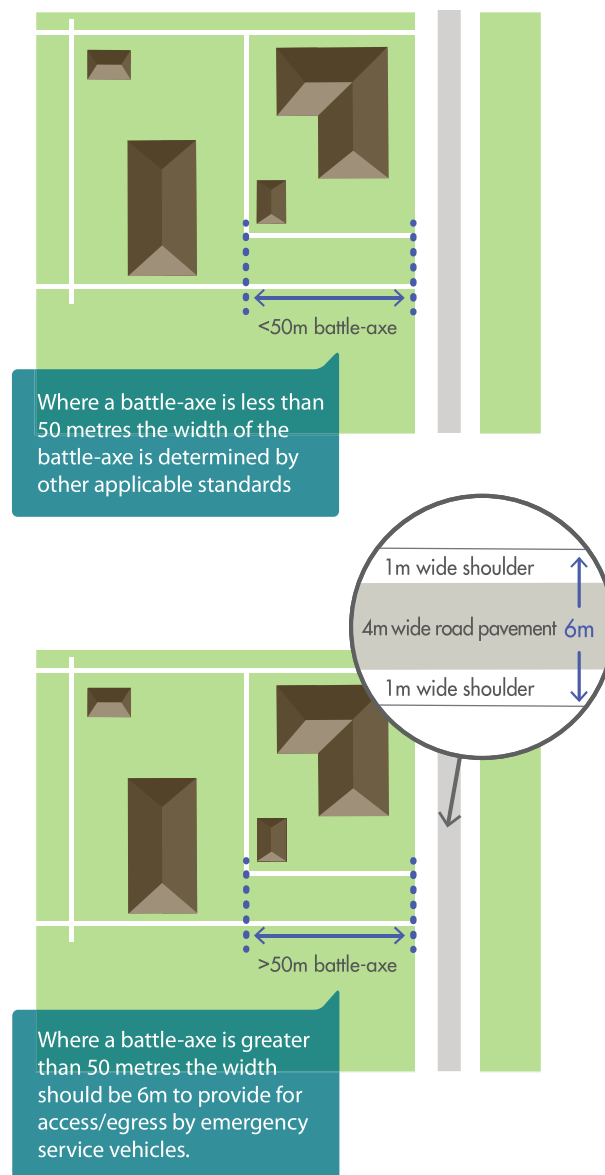 <50m battle-axe
Where a battle-axe is less than
50 metres the width of the
battle-axe is determined by
other applicable standards
1m wide shoulder
4m wide road pavement 6m
1m wide shoulder
>50m battle-axe
Where a battle-axe is greater
than 50 metres the width
should be 6m to provide for
access/egress by emergency
service vehicles.